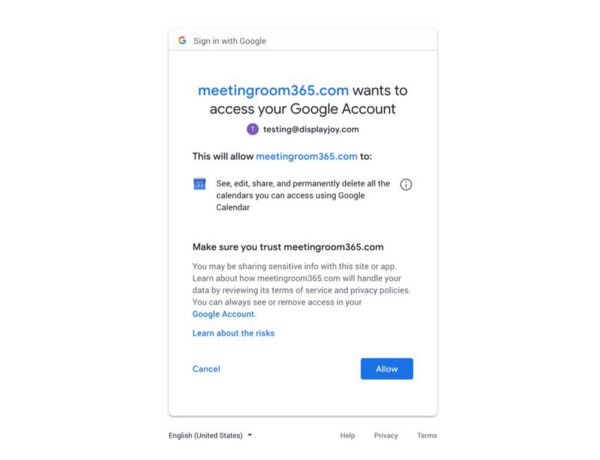 Sign in with Google
meetingroom365.com wants to
access your Google Account
T testing@displayjoy.com
This will allow meetingroom365.com to:
31
See, edit, share, and permanently delete all the
calendars you can access using Google
Calendar
Make sure you trust meetingroom365.com
You may be sharing sensitive info with this site or app.
Learn about how meetingroom365.com will handle your
data by reviewing its terms of service and privacy policies.
You can always see or remove access in your
Google Account.
Learn about the risks
Cancel
Allow
English (United States)
Help Privacy Terms